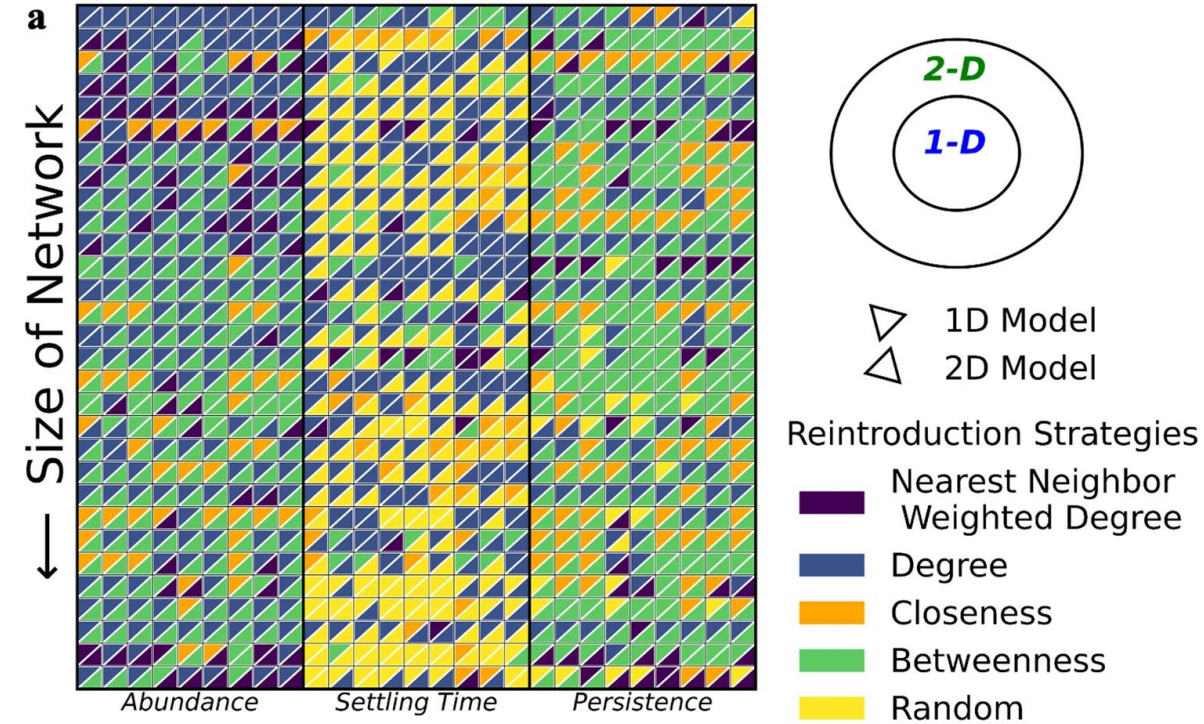 a
Size of Network
Abundance
Settling Time
Persistence
2-D
1-D
1D Model
2D Model
Reintroduction Strategies
Nearest Neighbor
Weighted Degree
Degree
Closeness
Betweenness
Random